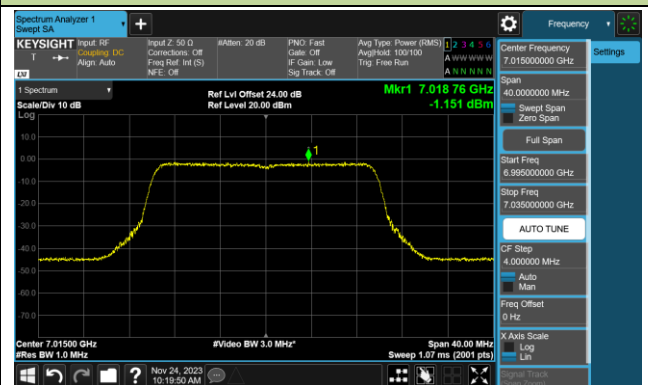 Spectrum Analyzer 1
Swept SA
+
Frequency
KEYSIGHT
Input: RF
Coupling: DC
Align: Auto
Input Z: 50 Ω
Corrections: Off
Freq Ref: Int (S)
NFE: Off
#Atten: 20 dB
PNO: Fast
Gate: Off
IF Gain: Low
Sig Track: Off
Avg Type: Power (RMS)
Avg|Hold: 100/100
Trig: Free Run
1 2 3 4 5 6
A W W W W W
A N N N N N
T
LXI
1 Spectrum
Scale/Div 10 dB
Log
Ref Lvl Offset 24.00 dB
Ref Level 20.00 dBm
Mkr1 7.018 76 GHz
-1.151 dBm
1
10.0
0.00
-10.0
-20.0
-30.0
-40.0
-50.0
-60.0
-70.0
Center 7.01500 GHz
#Res BW 1.0 MHz
#Video BW 3.0 MHz*
Span 40.00 MHz
Sweep 1.07 ms (2001 pts)
Nov 24, 2023
10:19:50 AM
?
Center Frequency
7.015000000 GHz
Settings
Span
40.0000000 MHz
Swept Span
Zero Span
Full Span
Start Freq
6.995000000 GHz
Stop Freq
7.035000000 GHz
AUTO TUNE
CF Step
4.000000 MHz
Auto
Man
Freq Offset
0 Hz
X Axis Scale
Log
Lin
Signal Track